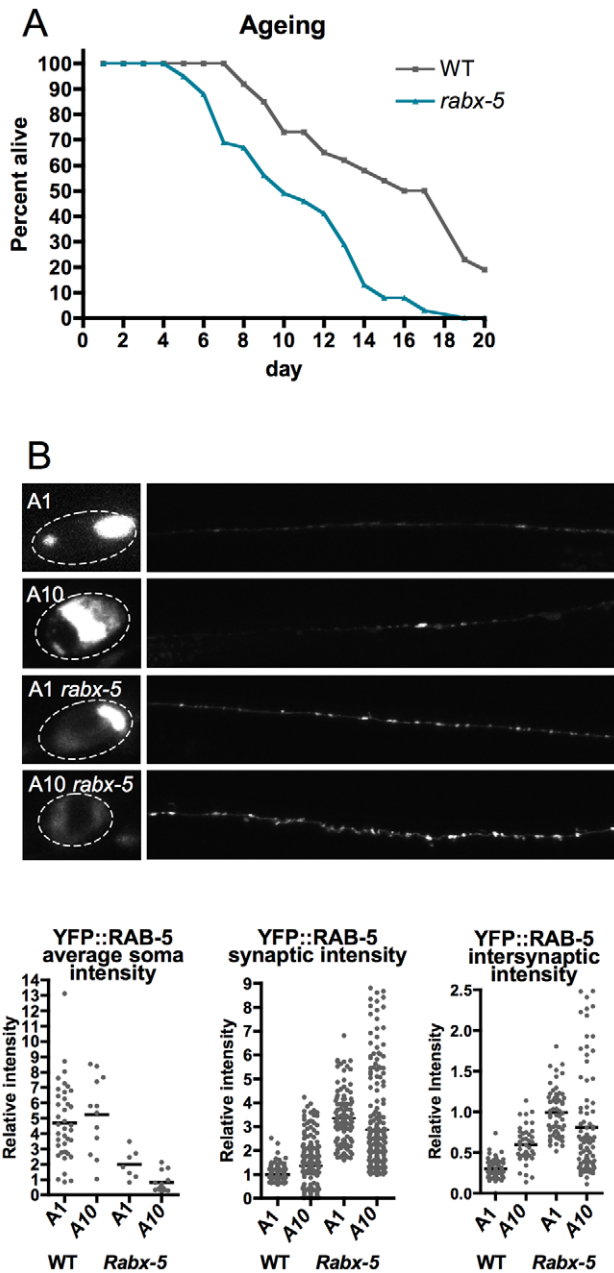 A
Ageing
WT
rabx-5
100
90
80
70
60
50
40
30
20
10
0
Percent alive
0 2 4 6 8 10 12 14 16 18 20
day
B
A1
A10
A1 rabx-5
A10 rabx-5
YFP::RAB-5
average soma
intensity
14
13
12
11
10
9
8
7
6
5
4
3
2
1
0
Relative intensity
A1 A10 A1 A10
WT Rabx-5
YFP::RAB-5
synaptic intensity
9
8
7
6
5
4
3
2
1
0
Relative intensity
A1 A10 A1 A10
WT Rabx-5
YFP::RAB-5
intersynaptic
intensity
2.5
2.0
1.5
1.0
0.5
0.0
Relative intensity
A1 A10 A1 A10
WT Rabx-5